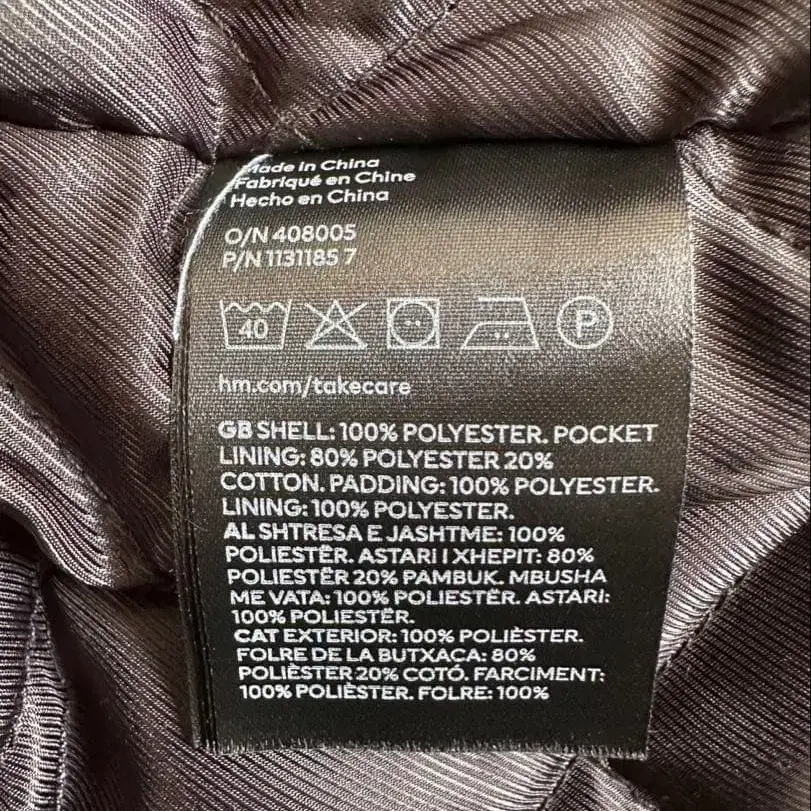 Made in China
Fabriqué en Chine
Hecho en China
O/N 408005
P/N 1131185 7
40
P
hm.com/takecare
GB SHELL: 100% POLYESTER. POCKET
LINING: 80% POLYESTER 20%
COTTON. PADDING: 100% POLYESTER.
LINING: 100% POLYESTER.
AL SHTRESA E JASHTME: 100%
POLIESTËR. ASTARI I XHEPIT: 80%
POLIESTËR 20% PAMBUK. MBUSHA
ME VATA: 100% POLIESTËR. ASTARI:
100% POLIESTËR.
CAT EXTERIOR: 100% POLIÈSTER.
FOLRE DE LA BUTXACA: 80%
POLIÈSTER 20% COTÓ. FARCIMENT:
100% POLIÈSTER. FOLRE: 100%